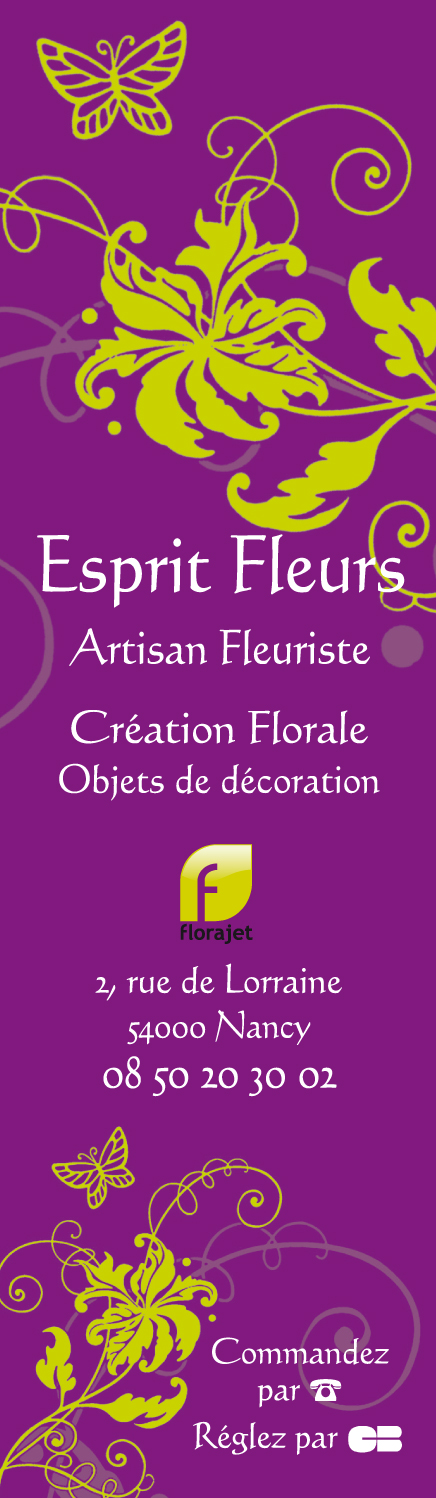 Esprit Fleurs
Artisan Fleuriste
Création Florale
Objets de décoration
f
florajet
2, rue de Lorraine
54000 Nancy
08 50 20 30 02
Commandez
par ☎
Réglez par CB